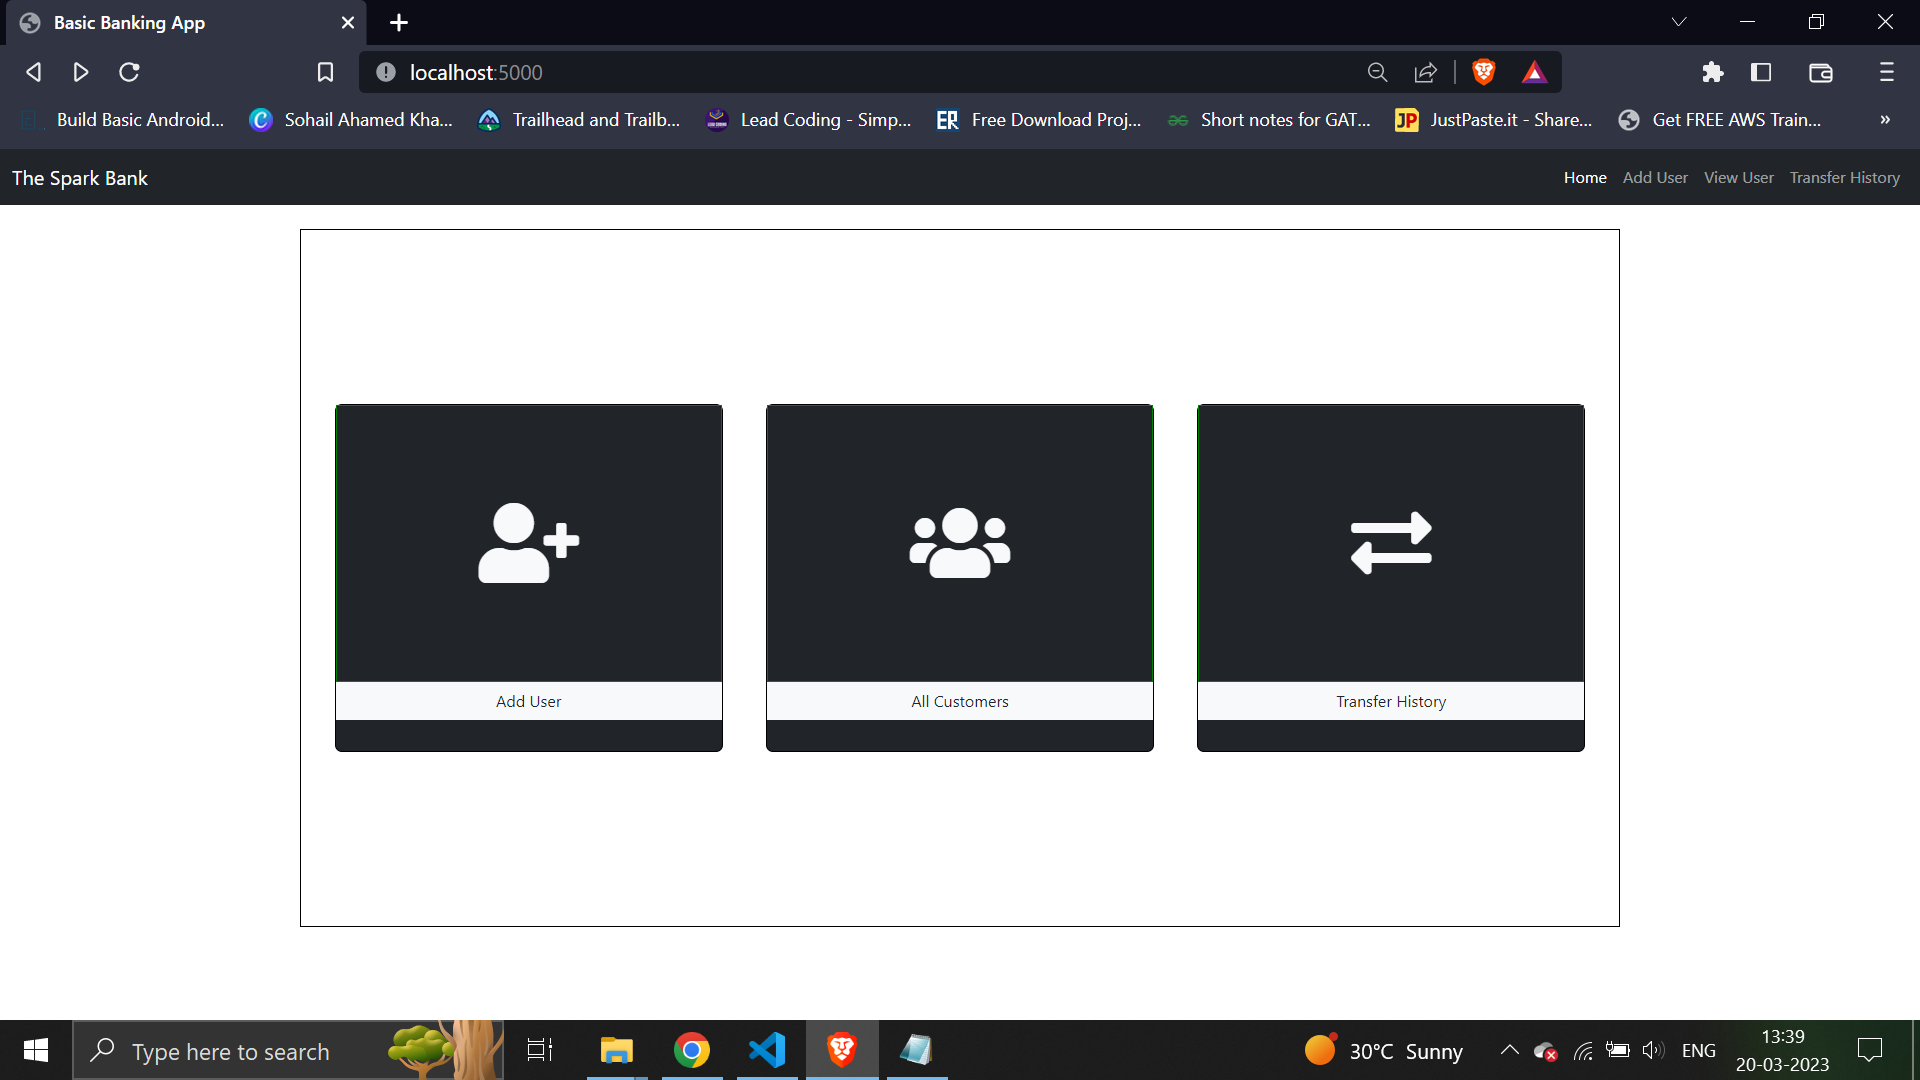 Basic Banking App
localhost:5000
Build Basic Android...
Sohail Ahamed Kha...
Trailhead and Trailb...
Lead Coding - Simp...
ER Free Download Proj...
Short notes for GAT...
JP JustPaste.it - Share...
Get FREE AWS Train...
»
The Spark Bank
Home Add User View User Transfer History
Add User
All Customers
Transfer History
Type here to search
30°C Sunny
ENG
13:39
20-03-2023